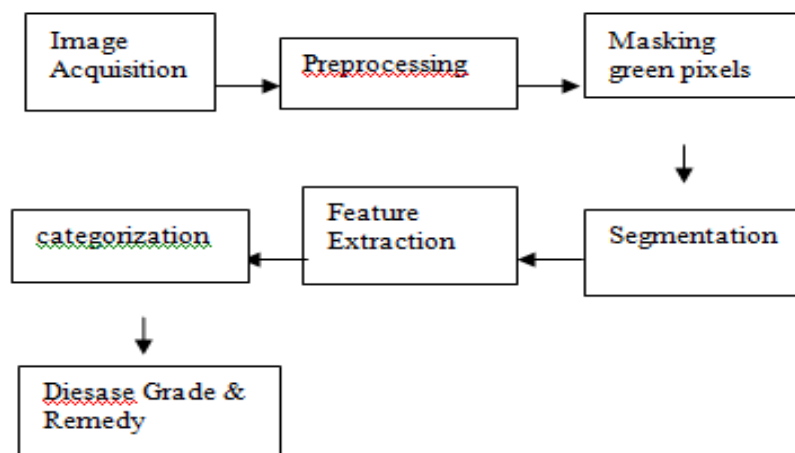 Image
Acquisition
Preprocessing
Masking
green pixels
Segmentation
Feature
Extraction
categorization
Diesase Grade &
Remedy